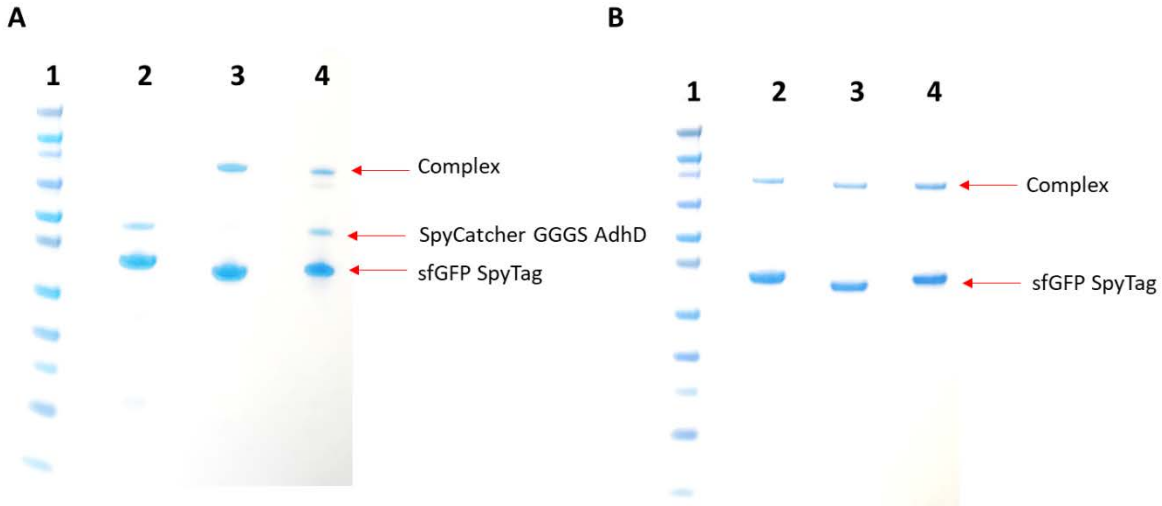 A
1 2 3 4
Complex
SpyCatcher GGGS AdhD
sfGFP SpyTag
B
1 2 3 4
Complex
sfGFP SpyTag